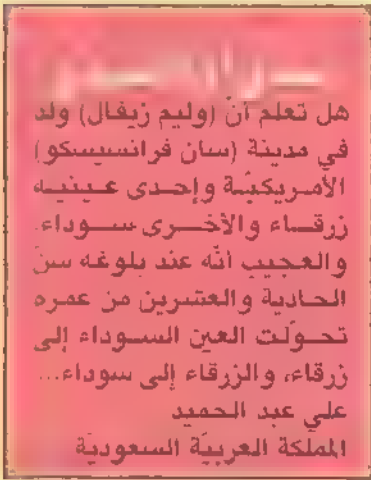 هل تعلم أنّ (وليم زيفال) ولد
في مدينة (سان فرانسيسكو)
الأمريكيّة وإحدى عينيه
زرقاء والأخرى سوداء.
والعجيب أنّه عند بلوغه سنّ
الحادية والعشرين من عمره
تحوّلت العين السوداء إلى
زرقاء، والزرقاء إلى سوداء...
علي عبد الحميد
المملكة العربيّة السعوديّة